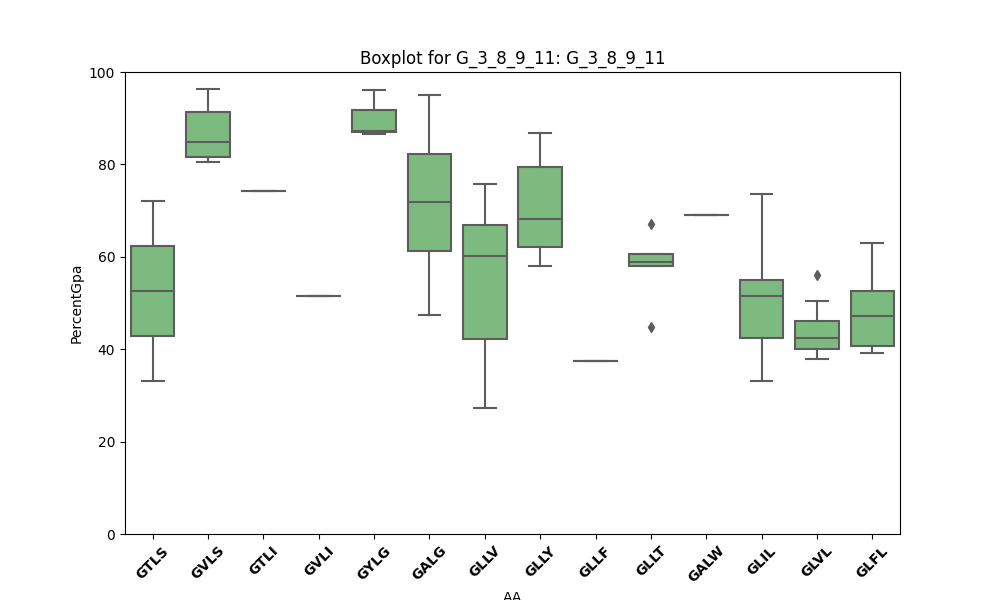 Boxplot for G_3_8_9_11: G_3_8_9_11
PercentGpa
100
80
60
40
20
0
GTLS GVLS GTLI GVLI GYLG GALG GLLV GLLY GLLF GLLT GALW GLIL GLVL GLFL
AA